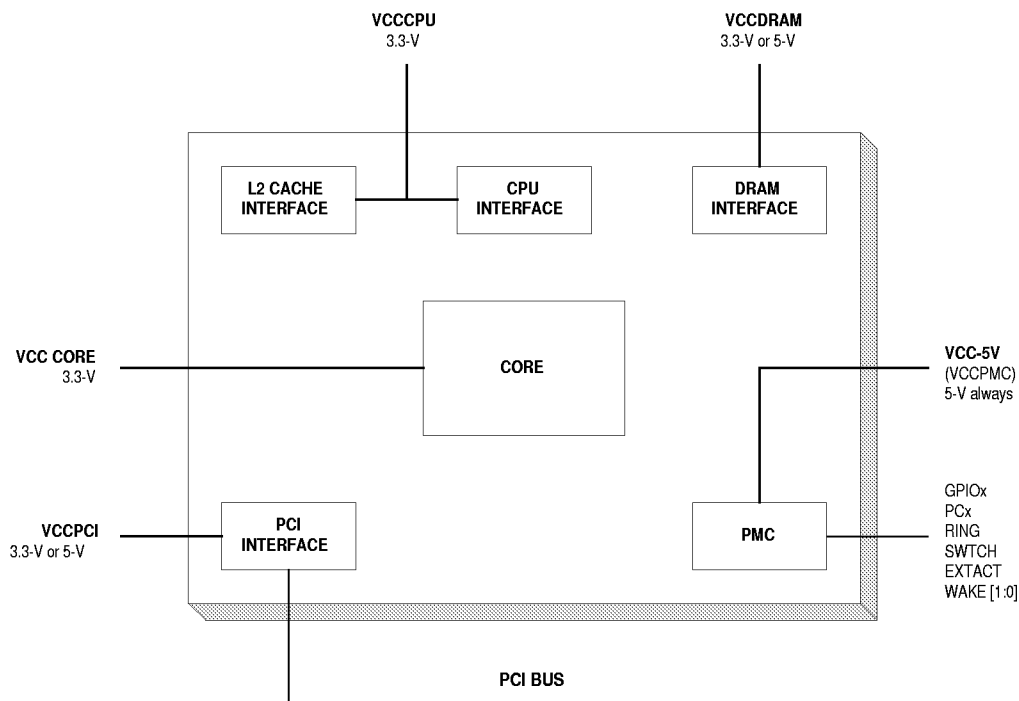 VCCCPU
3.3-V
VCCDRAM
3.3-V or 5-V
L2 CACHE
INTERFACE
CPU
INTERFACE
DRAM
INTERFACE
VCC CORE
3.3-V
CORE
VCC-5V
(VCCPMC)
5-V always
VCCPCI
3.3-V or 5-V
PCI
INTERFACE
PMC
GPIOx
PCx
RING
SWTCH
EXTACT
WAKE [1:0]
PCI BUS